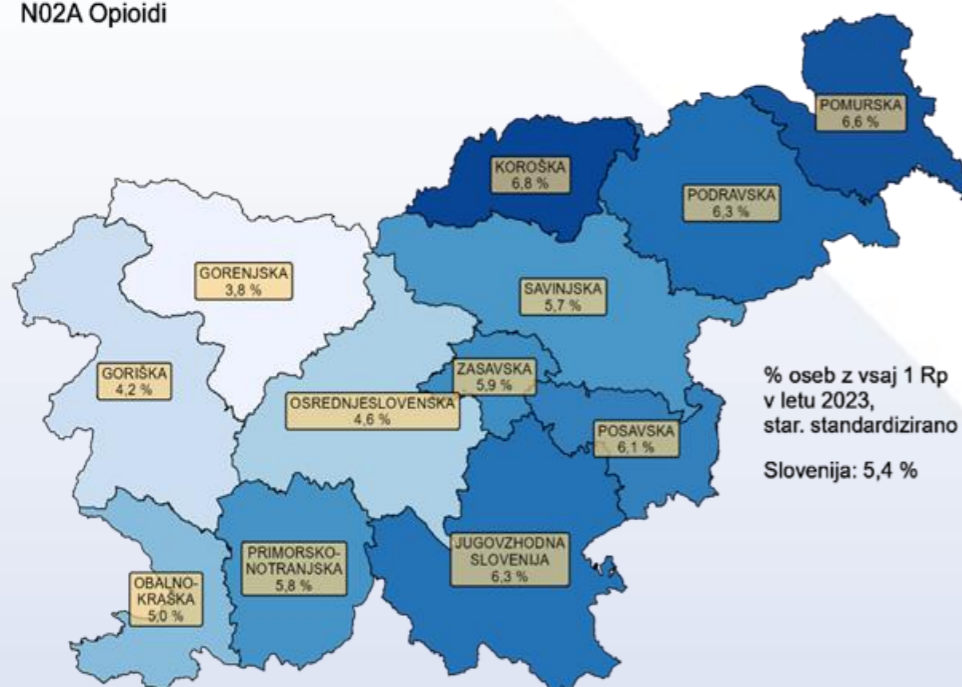 N02A Opioidi
POMURSKA
6,6 %
KOROŠKA
6,8 %
PODRAVSKA
6,3 %
GORENJSKA
3,8 %
SAVINJSKA
5,7 %
GORIŠKA
4,2 %
ZASAVSKA
5,9 %
OSREDNJESLOVENSKA
4,6 %
POSAVSKA
6,1 %
% oseb z vsaj 1 Rp
v letu 2023,
star. standardizirano
Slovenija: 5,4 %
PRIMORSKO-
NOTRANJSKA
5,8 %
JUGOVZHODNA
SLOVENIJA
6,3 %
OBALNO-
KRAŠKA
5,0 %